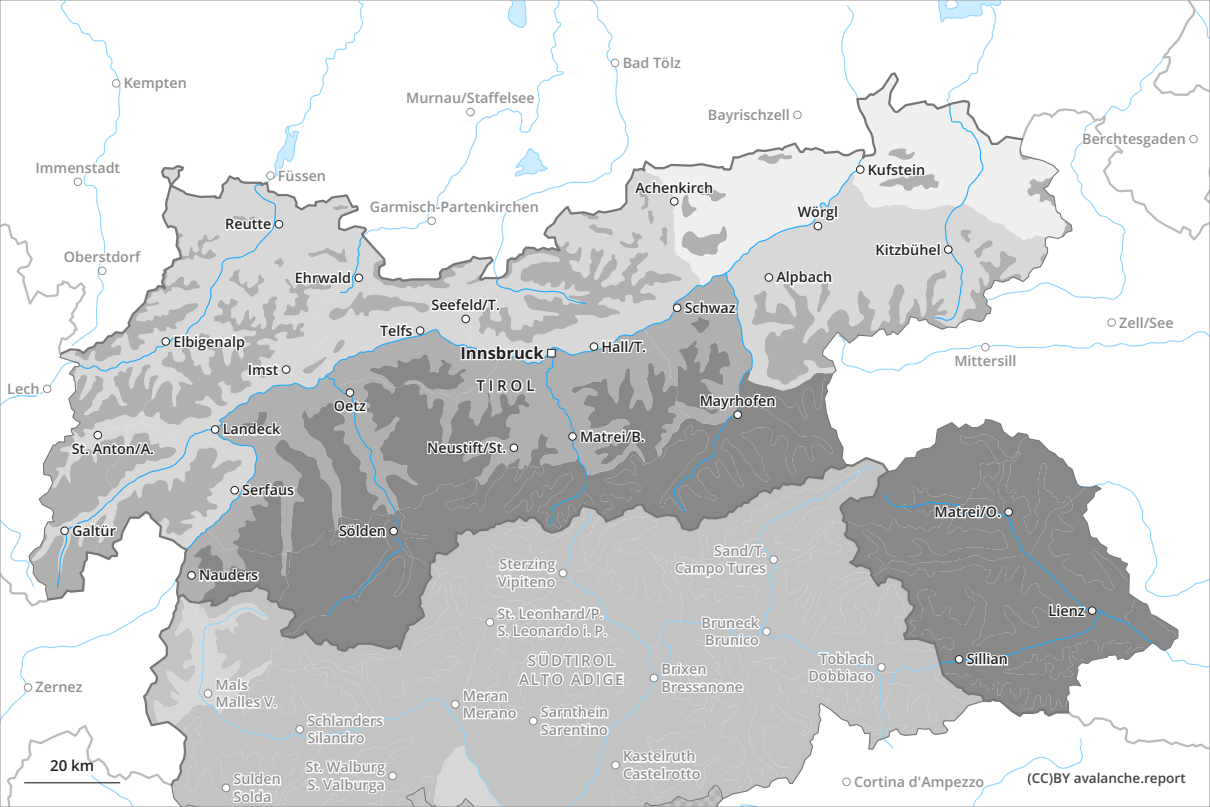 Kempten
Bad Tölz
Murnau/Staffelsee
Bayrischzell
Berchtesgaden
Immenstadt
Füssen
Kufstein
Achenkirch
Garmisch-Partenkirchen
Wörgl
Reutte
Kitzbühel
Oberstdorf
Ehrwald
Alpbach
Seefeld/T.
Schwaz
Telfs
Zell/See
Elbigenalp
Innsbruck
Hall/T.
Mittersill
Imst
TIROL
Lech
Oetz
Mayrhofen
Landeck
Matrei/B.
St. Anton/A.
Neustift/St.
Serfaus
Matrei/O.
Galtür
Sölden
Sand/T.
Campo Tures
Sterzing
Vipiteno
Nauders
St. Leonhard/P.
S. Leonardo i. P.
Lienz
Bruneck
Brunico
SÜDTIROL
ALTO ADIGE
Toblach
Dobbiaco
Sillian
Brixen
Bressanone
Zernez
Mals
Malles V.
Meran
Merano
Sarnthein
Sarentino
Schlanders
Silandro
Kastelruth
Castelrotto
20 km
St. Walburg
S. Valburga
Sulden
Solda
Cortina d'Ampezzo
(CC)BY avalanche.report